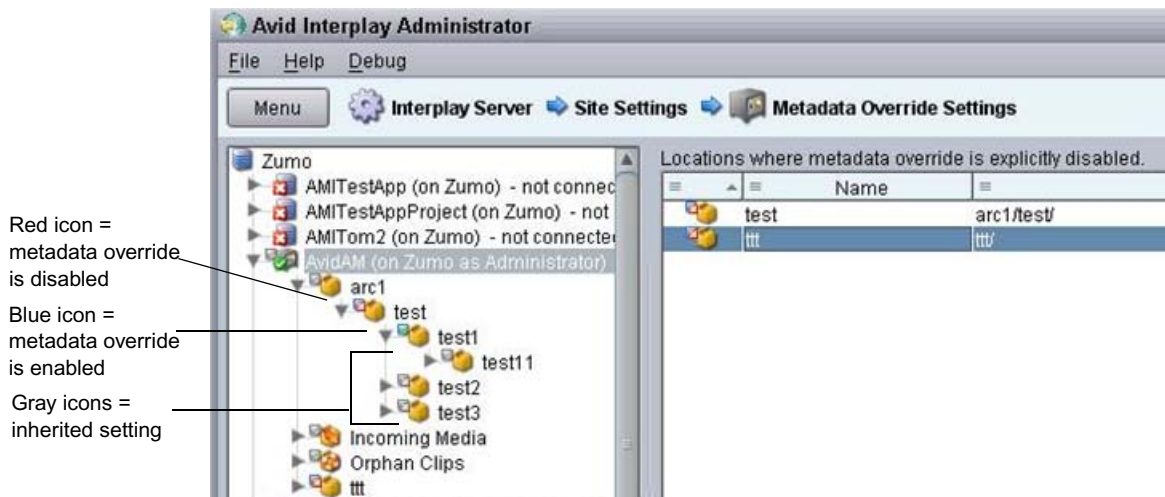 Avid Interplay Administrator
File Help Debug
Menu Interplay Server Site Settings Metadata Override Settings
Red icon =
metadata override
is disabled
Blue icon =
metadata override
is enabled
Gray icons =
inherited setting
Zumo
AMITestApp (on Zumo) - not connec
AMITestAppProject (on Zumo) - not
AMITom2 (on Zumo) - not connecte
AvidAM (on Zumo as Administrator)
arc1
test
test1
test11
test2
test3
Incoming Media
Orphan Clips
ttt
Locations where metadata override is explicitly disabled.
Name
test arc1/test/
ttt ttt/